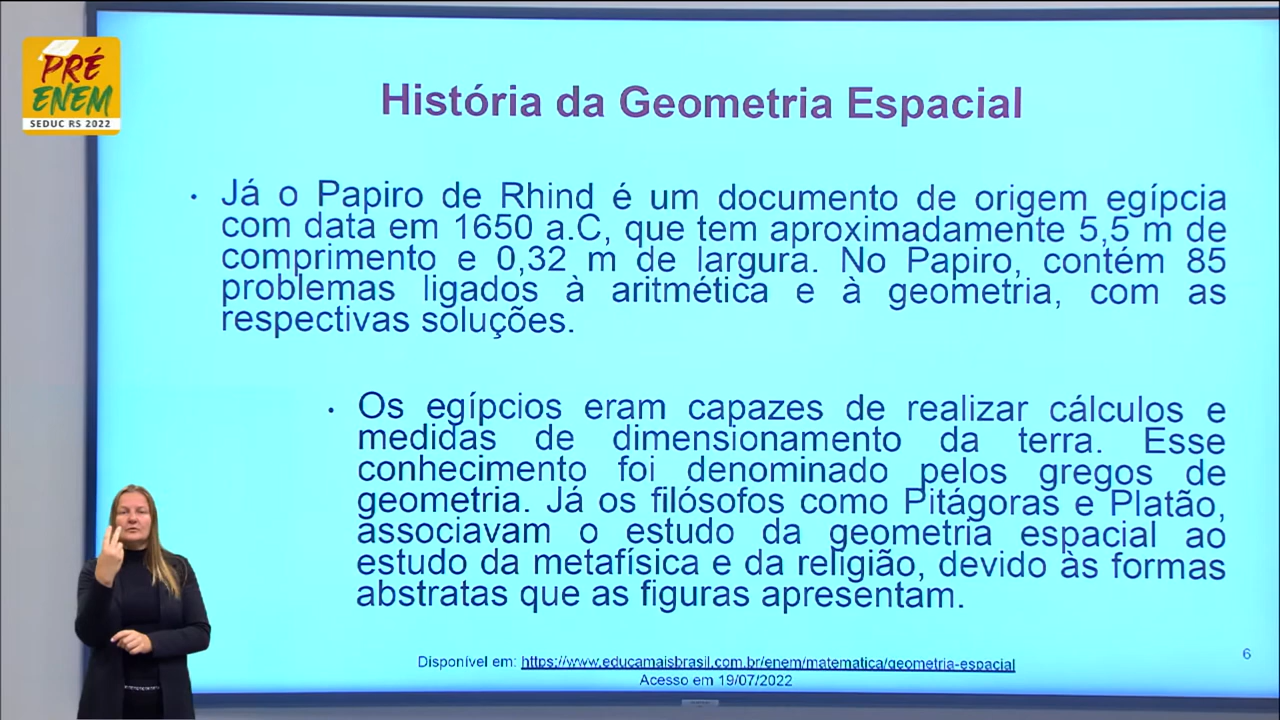 PRÉ
ENEM
SEDUC RS 2022
História da Geometria Espacial
• Já o Papiro de Rhind é um documento de origem egípcia
com data em 1650 a.C, que tem aproximadamente 5,5 m de
comprimento e 0,32 m de largura. No Papiro, contém 85
problemas ligados à aritmética e à geometria, com as
respectivas soluções.
• Os egípcios eram capazes de realizar cálculos e
medidas de dimensionamento da terra. Esse
conhecimento foi denominado pelos gregos de
geometria. Já os filósofos como Pitágoras e Platão,
associavam o estudo da geometria espacial ao
estudo da metafísica e da religião, devido às formas
abstratas que as figuras apresentam.
Disponível em: https://www.educamaisbrasil.com.br/enem/matematica/geometria-espacial
Acesso em 19/07/2022
6